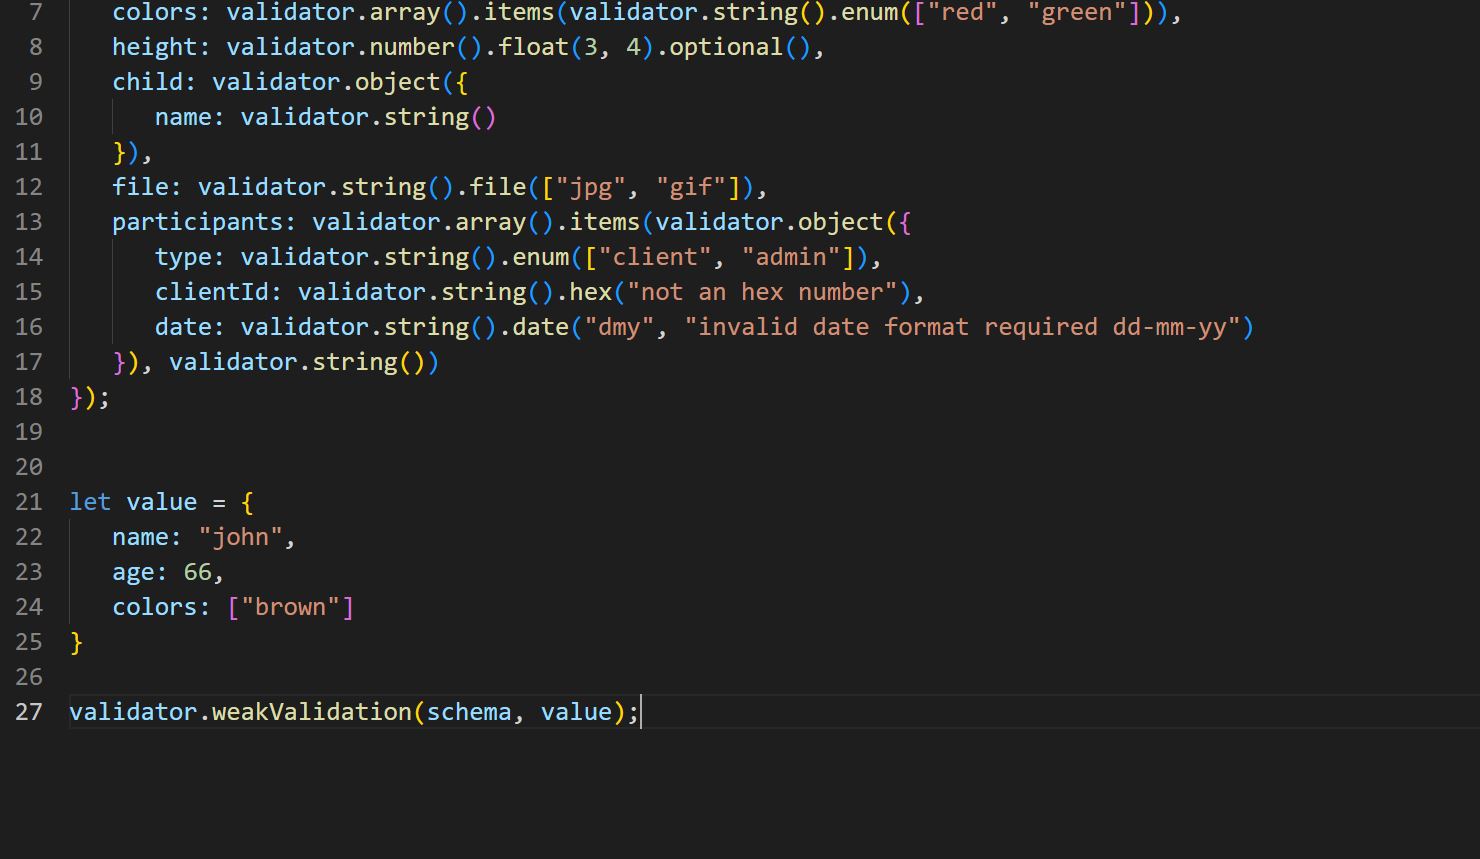 7 colors: validator.array().items(validator.string().enum(["red", "green"])),
8 height: validator.number().float(3, 4).optional(),
9 child: validator.object({
10 name: validator.string()
11 }),
12 file: validator.string().file(["jpg", "gif"]),
13 participants: validator.array().items(validator.object({
14 type: validator.string().enum(["client", "admin"]),
15 clientId: validator.string().hex("not an hex number"),
16 date: validator.string().date("dmy", "invalid date format required dd-mm-yy")
17 }), validator.string())
18 });
19
20
21 let value = {
22 name: "john",
23 age: 66,
24 colors: ["brown"]
25 }
26
27 validator.weakValidation(schema, value);